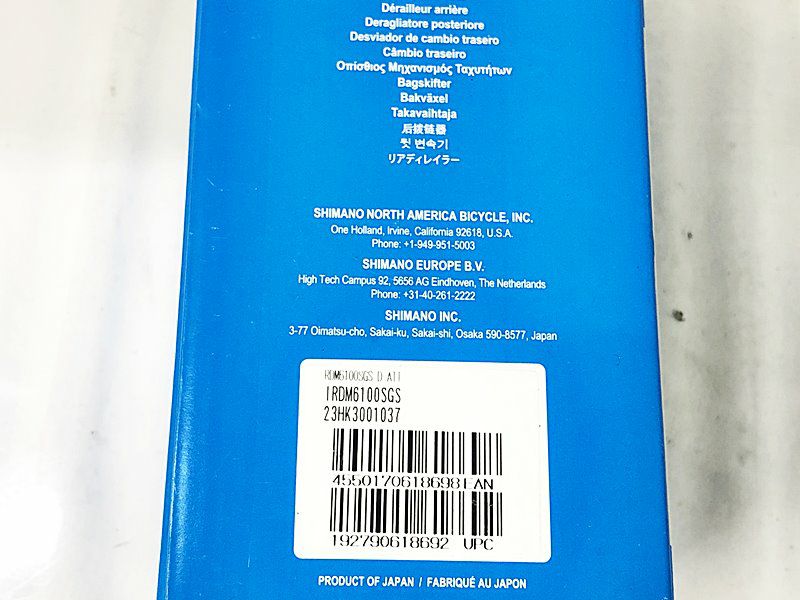 Dérailleur arrière
Deragliatore posteriore
Desviador de cambio trasero
Câmbio traseiro
Οπίσθιος Μηχανισμός Ταχυτήτων
Bagskifter
Bakväxel
Takavaihtaja
后拨链器
뒷 변속기
リアディレイラー
SHIMANO NORTH AMERICA BICYCLE, INC.
One Holland, Irvine, California 92618, U.S.A.
Phone: +1-949-951-5003
SHIMANO EUROPE B.V.
High Tech Campus 92, 5656 AG Eindhoven, The Netherlands
Phone: +31-40-261-2222
SHIMANO INC.
3-77 Oimatsu-cho, Sakai-ku, Sakai-shi, Osaka 590-8577, Japan
RDM6100SGS D ATI
IRDM6100SGS
23HK3001037
4550170618698 EAN
192790618692 UPC
PRODUCT OF JAPAN / FABRIQUÉ AU JAPON